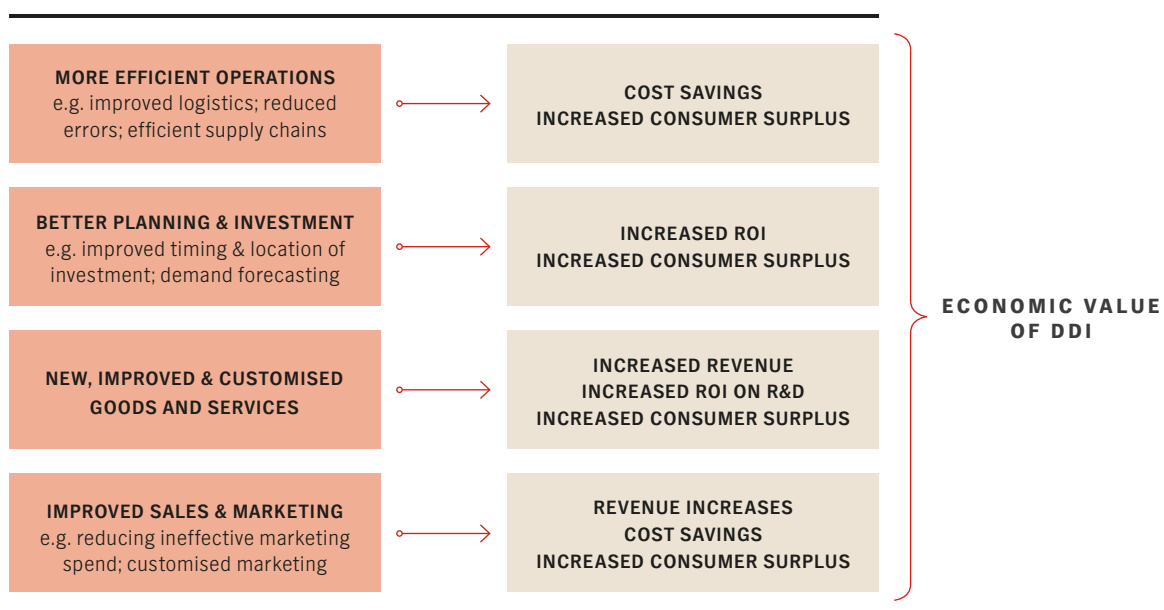 MORE EFFICIENT OPERATIONS
e.g. improved logistics; reduced
errors; efficient supply chains
COST SAVINGS
INCREASED CONSUMER SURPLUS
BETTER PLANNING & INVESTMENT
e.g. improved timing & location of
investment; demand forecasting
INCREASED ROI
INCREASED CONSUMER SURPLUS
NEW, IMPROVED & CUSTOMISED
GOODS AND SERVICES
INCREASED REVENUE
INCREASED ROI ON R&D
INCREASED CONSUMER SURPLUS
IMPROVED SALES & MARKETING
e.g. reducing ineffective marketing
spend; customised marketing
REVENUE INCREASES
COST SAVINGS
INCREASED CONSUMER SURPLUS
ECONOMIC VALUE
OF DDI